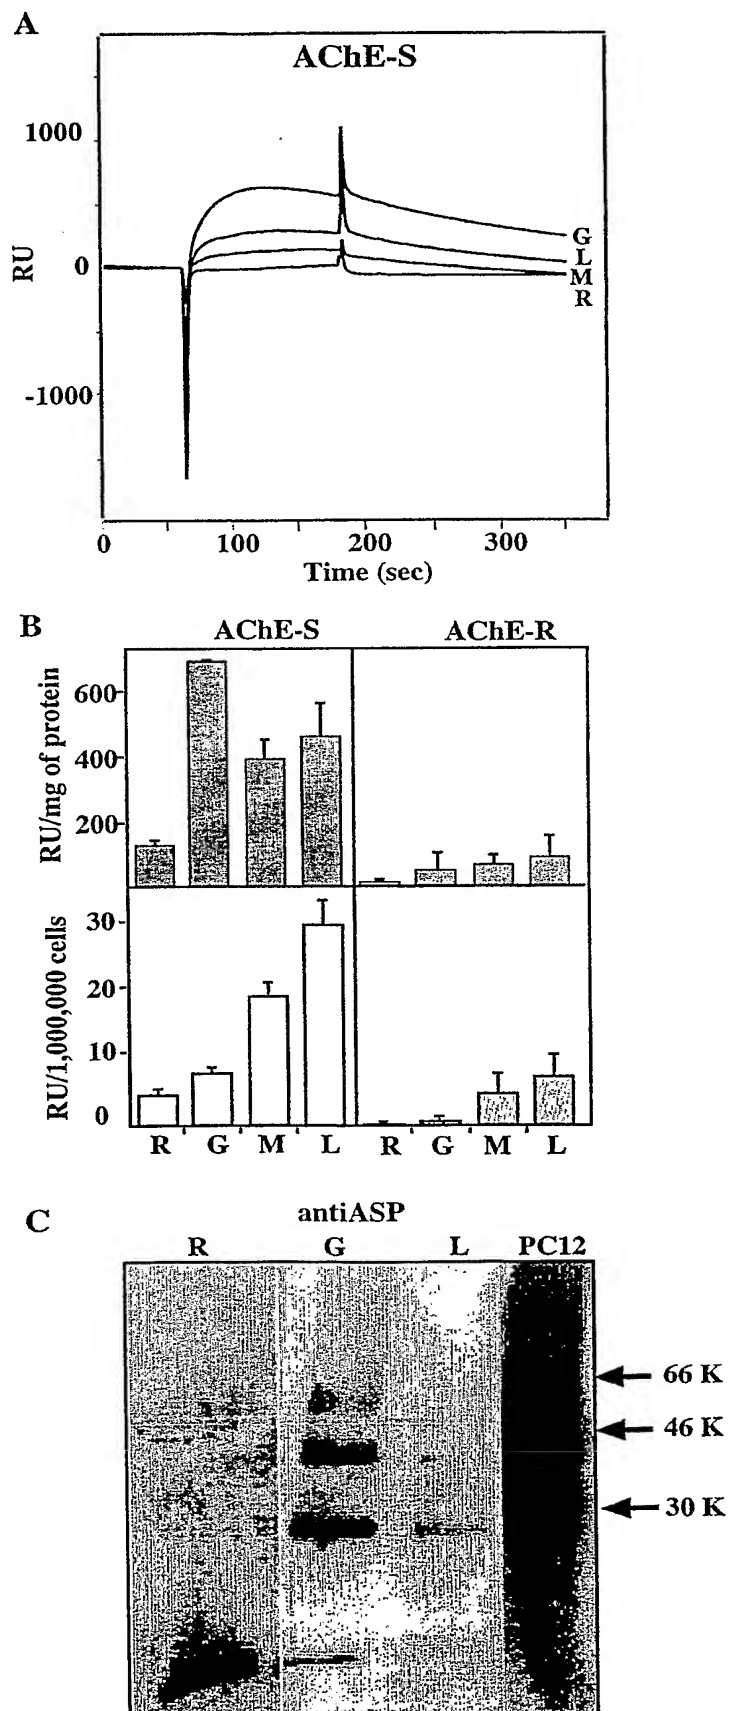 A
AChE-S
1000
0
-1000
RU
G
L
M
R
0 100 200 300
Time (sec)
B
AChE-S AChE-R
600
400
200
RU/mg of protein
30
20
10
0
RU/1,000,000 cells
R G M L R G M L
C
antiASP
R G L PC12
66 K
46 K
30 K